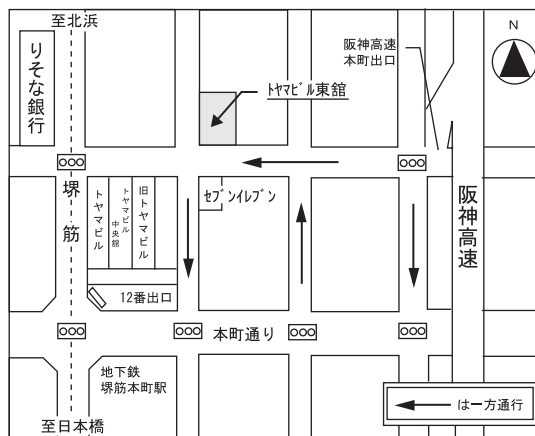 至北浜
りそな銀行
阪神高速
本町出口
N
トヤマビル東館
堺筋
トヤマビル
トヤマビル
中央館
旧トヤマビル
セブンイレブン
阪神高速
12番出口
本町通り
地下鉄
堺筋本町駅
至日本橋
は一方通行